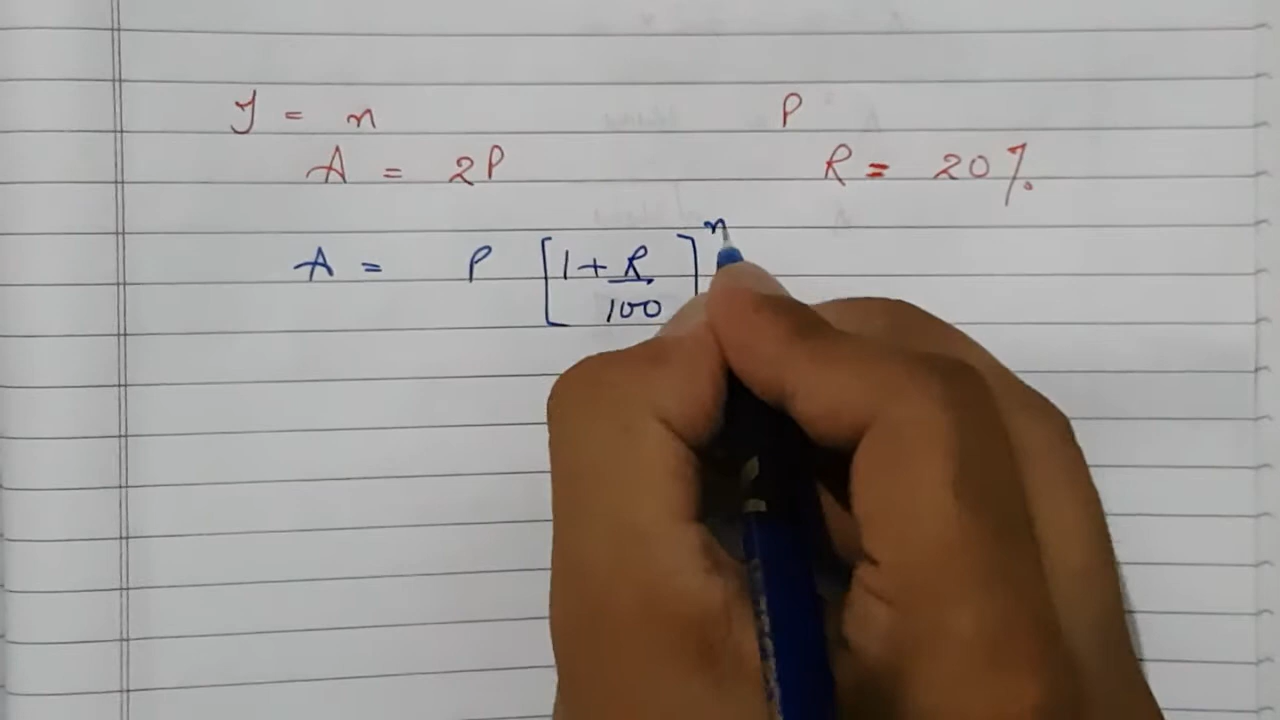 Y = n P
A = 2P R = 20%
A = P [1 + R/100]^n